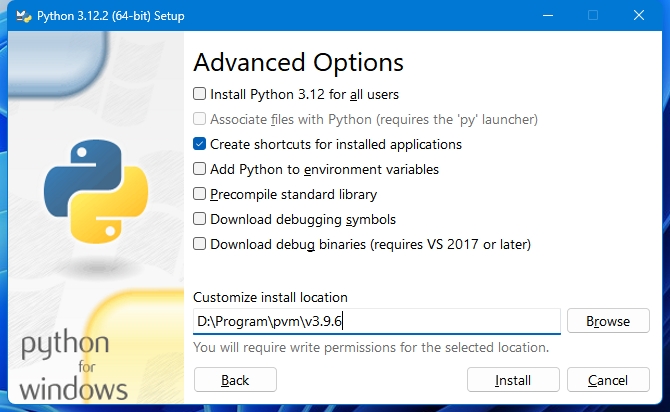 Python 3.12.2 (64-bit) Setup
Advanced Options
Install Python 3.12 for all users
Associate files with Python (requires the 'py' launcher)
Create shortcuts for installed applications
Add Python to environment variables
Precompile standard library
Download debugging symbols
Download debug binaries (requires VS 2017 or later)
Customize install location
D:\Program\pvm\v3.9.6
Browse
You will require write permissions for the selected location.
python
for
windows
Back
Install
Cancel